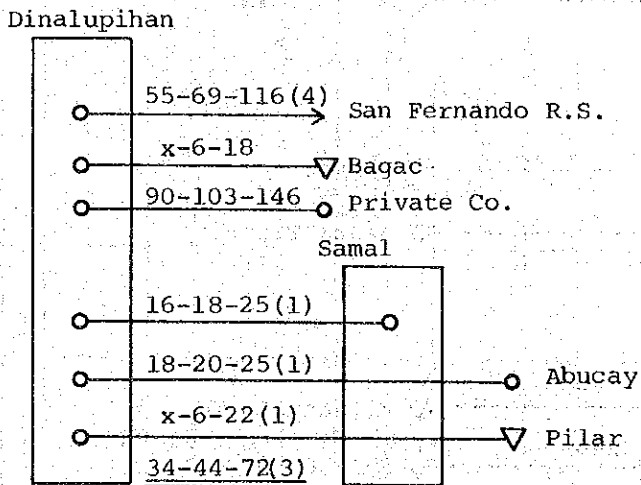 Dinalupihan
55-69-116(4)
San Fernando R.S.
x-6-18
Bagac
90-103-146
Private Co.
Samal
16-18-25(1)
18-20-25(1)
Abucay
x-6-22(1)
Pilar
34-44-72(3)